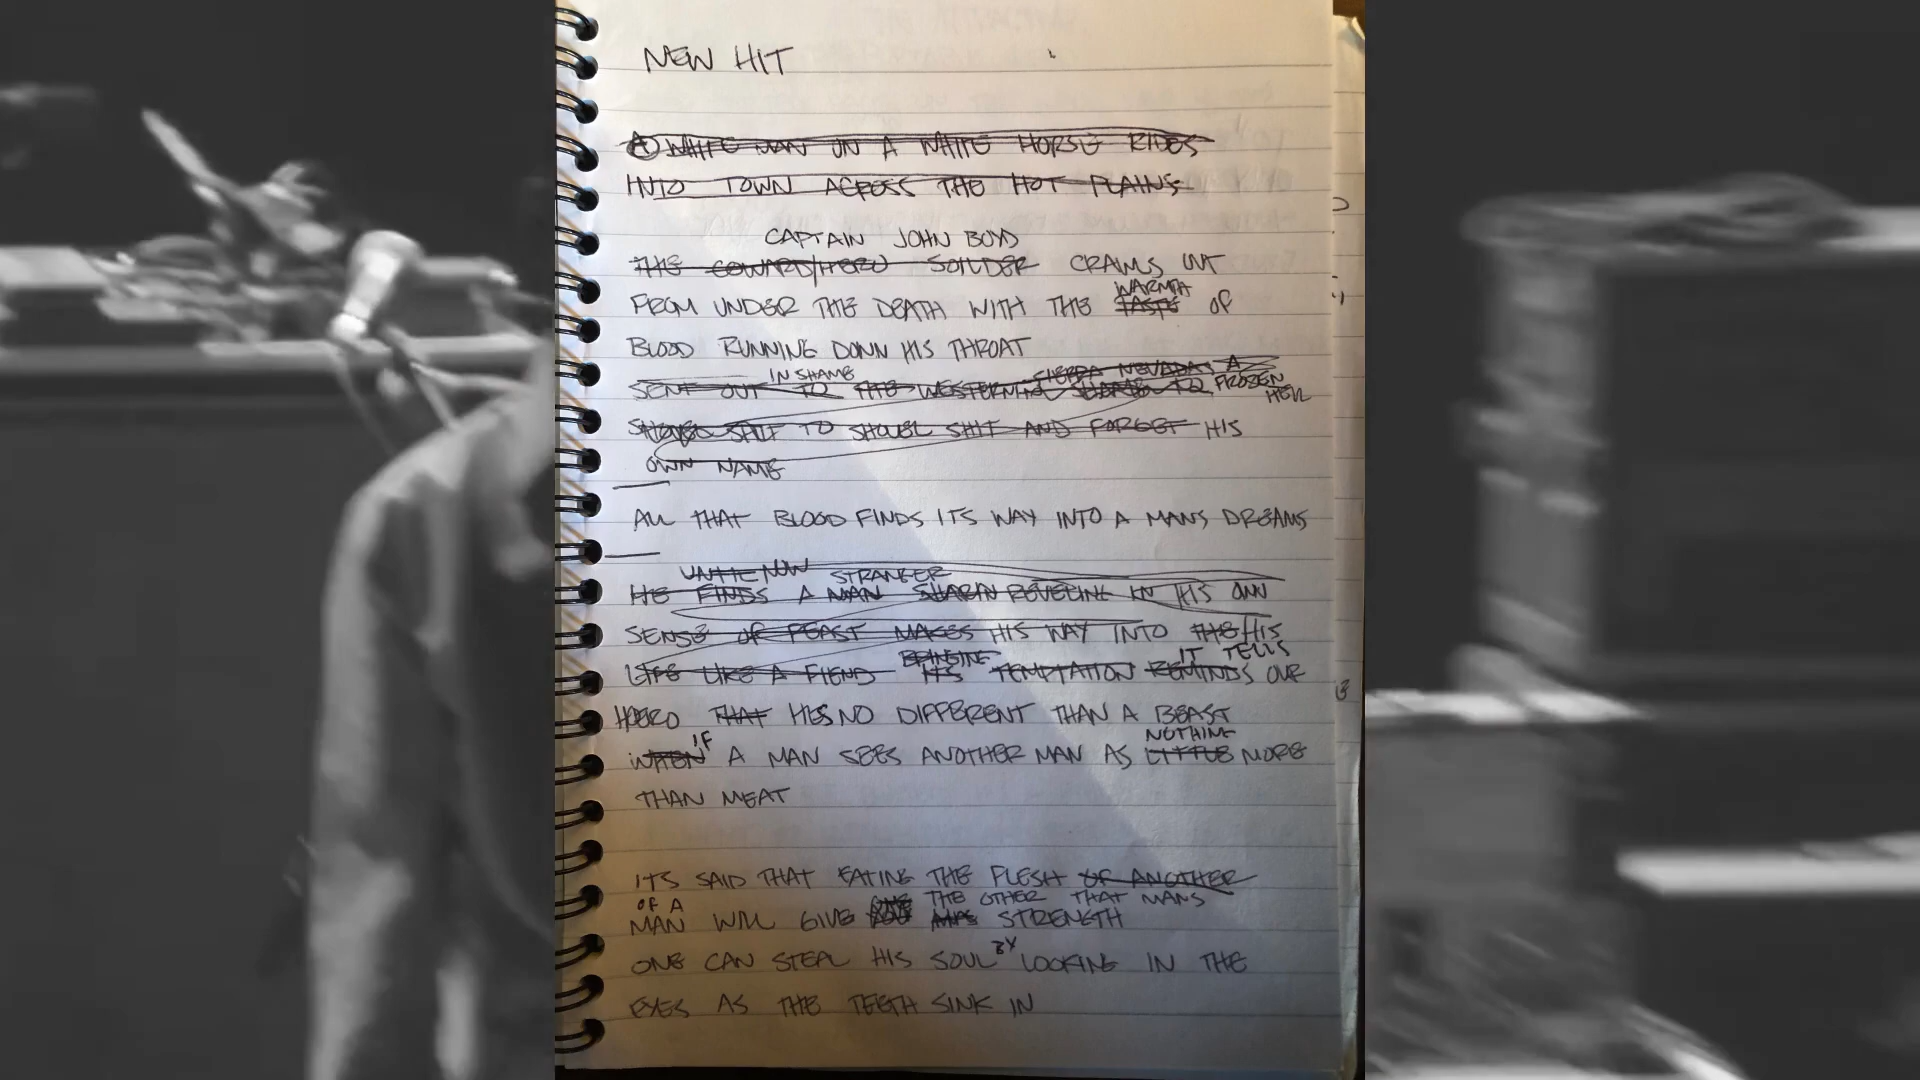 NEW HIT
A WHITE MAN ON A WHITE HORSE RIDES
INTO TOWN ACROSS THE HOT PLAINS
CAPTAIN JOHN BOYD
THE COWARD/HERO SOILDER CRAWLS OUT
WARMTH
FROM UNDER THE DEATH WITH THE TASTE OF
BLOOD RUNNING DOWN HIS THROAT
IN SHAME SIERRA NEVADAS A
SENT OUT TO THE WESTERN TO FROZEN
HELL
TO SHOVEL SHIT AND FORGET HIS
OWN NAME
ALL THAT BLOOD FINDS ITS WAY INTO A MANS DREAMS
UNTIL NOW STRANGER
HE FINDS A MAN REVELING IN HIS OWN
SENSE OF FEAST MAKES HIS WAY INTO THE HIS
BRINGING IT TELLS
LIFE LIKE A FIEND ITS TEMPTATION REMINDS OUR
HERO THAT HES NO DIFFERENT THAN A BEAST
IF NOTHING
WHEN A MAN SEES ANOTHER MAN AS LITTLE MORE
THAN MEAT
ITS SAID THAT EATING THE FLESH OF ANOTHER
OF A THE OTHER THAT MANS
MAN WILL GIVE STRENGTH
BY
ONE CAN STEAL HIS SOUL LOOKING IN THE
EYES AS THE TEETH SINK IN